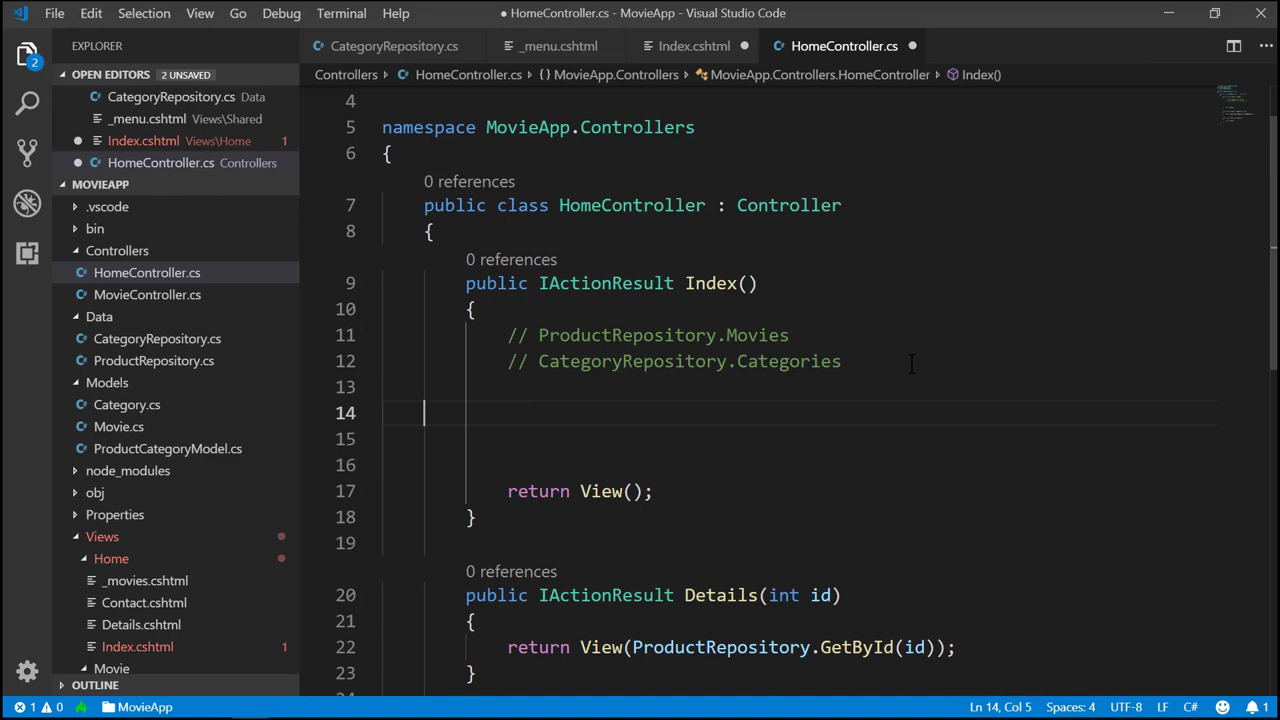 File Edit Selection View Go Debug Terminal Help
● HomeController.cs - MovieApp - Visual Studio Code
EXPLORER
CategoryRepository.cs
_menu.cshtml
Index.cshtml
HomeController.cs
OPEN EDITORS 2 UNSAVED
CategoryRepository.cs Data
_menu.cshtml Views\Shared
Index.cshtml Views\Home 1
HomeController.cs Controllers
MOVIEAPP
.vscode
bin
Controllers
HomeController.cs
MovieController.cs
Data
CategoryRepository.cs
ProductRepository.cs
Models
Category.cs
Movie.cs
ProductCategoryModel.cs
node_modules
obj
Properties
Views
Home
_movies.cshtml
Contact.cshtml
Details.cshtml
Index.cshtml 1
Movie
OUTLINE
2
Controllers HomeController.cs { } MovieApp.Controllers MovieApp.Controllers.HomeController Index()
4
5 namespace MovieApp.Controllers
6 {
0 references
7 public class HomeController : Controller
8 {
0 references
9 public IActionResult Index()
10 {
11 // ProductRepository.Movies
12 // CategoryRepository.Categories
13
14
15
16
17 return View();
18 }
19
0 references
20 public IActionResult Details(int id)
21 {
22 return View(ProductRepository.GetById(id));
23 }
1 0 MovieApp
Ln 14, Col 5 Spaces: 4 UTF-8 LF C# 1